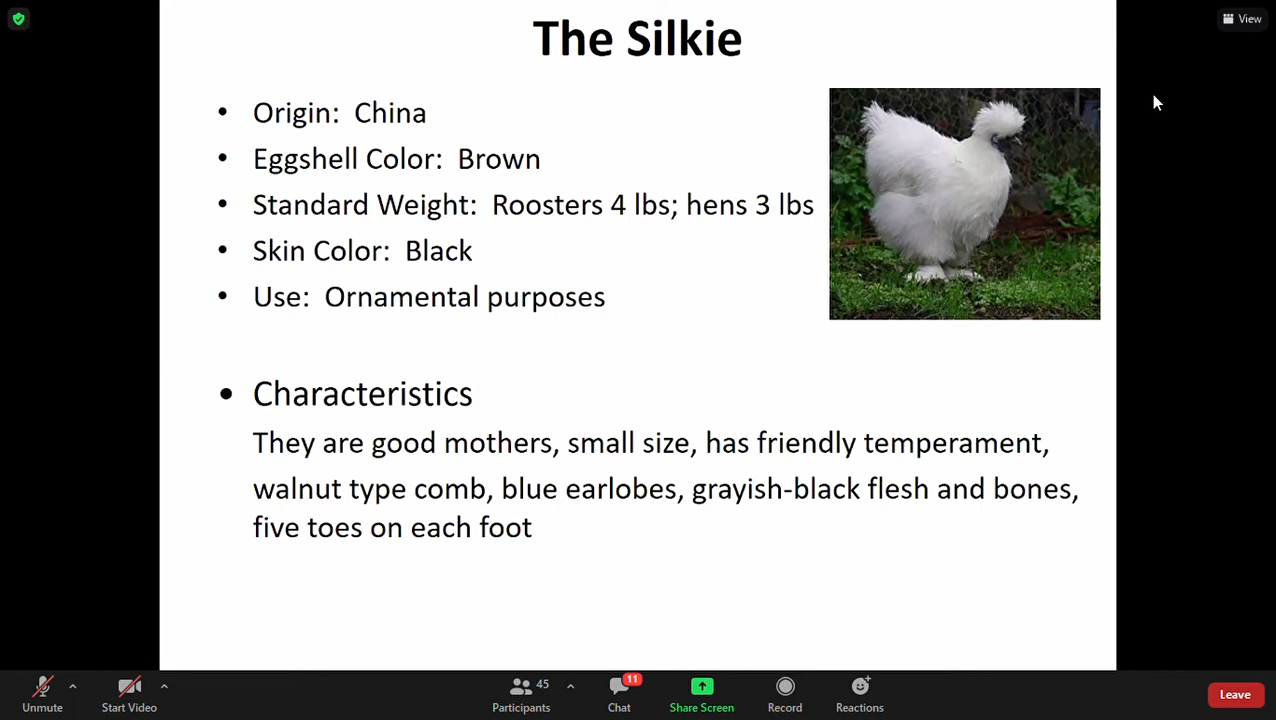 View
The Silkie
• Origin:  China
• Eggshell Color:  Brown
• Standard Weight:  Roosters 4 lbs; hens 3 lbs
• Skin Color:  Black
• Use:  Ornamental purposes
• Characteristics
They are good mothers, small size, has friendly temperament,
walnut type comb, blue earlobes, grayish-black flesh and bones,
five toes on each foot
45
11
Unmute
Start Video
Participants
Chat
Share Screen
Record
Reactions
Leave